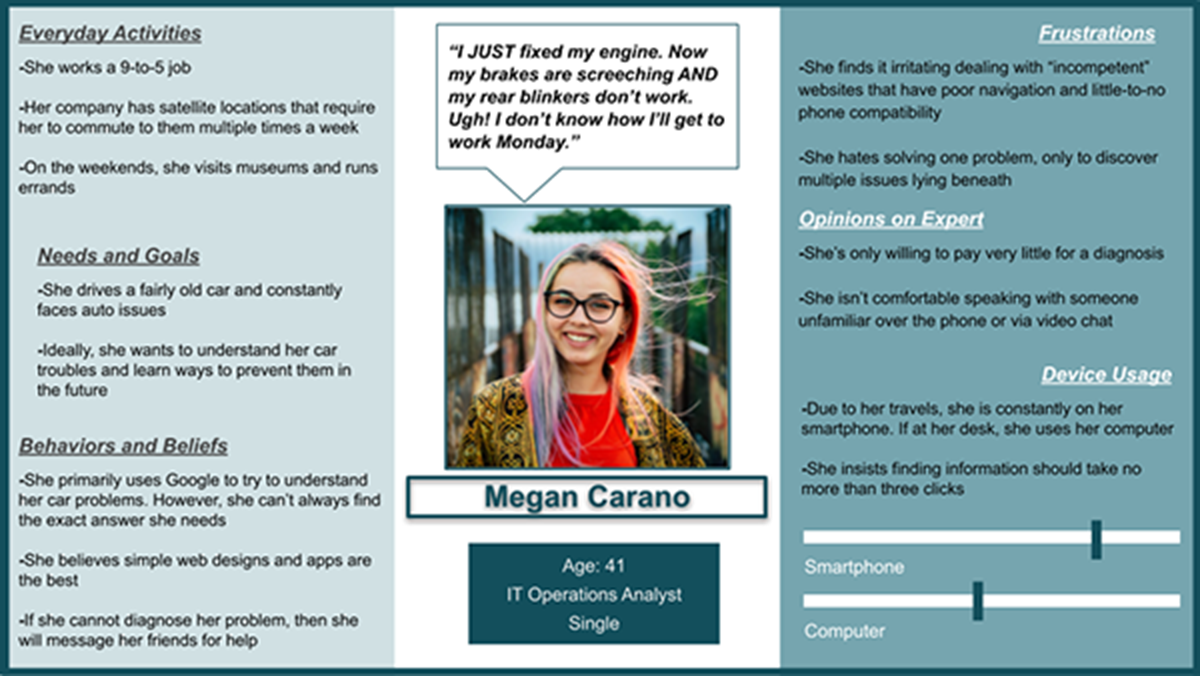 Everyday Activities
-She works a 9-to-5 job
-Her company has satellite locations that require
her to commute to them multiple times a week
-On the weekends, she visits museums and runs
errands
Needs and Goals
-She drives a fairly old car and constantly
faces auto issues
-Ideally, she wants to understand her car
troubles and learn ways to prevent them in
the future
Behaviors and Beliefs
-She primarily uses Google to try to understand
her car problems. However, she can’t always find
the exact answer she needs
-She believes simple web designs and apps are
the best
-If she cannot diagnose her problem, then she
will message her friends for help
“I JUST fixed my engine. Now
my brakes are screeching AND
my rear blinkers don’t work.
Ugh! I don’t know how I’ll get to
work Monday.”
Megan Carano
Age: 41
IT Operations Analyst
Single
Frustrations
-She finds it irritating dealing with “incompetent”
websites that have poor navigation and little-to-no
phone compatibility
-She hates solving one problem, only to discover
multiple issues lying beneath
Opinions on Expert
-She’s only willing to pay very little for a diagnosis
-She isn’t comfortable speaking with someone
unfamiliar over the phone or via video chat
Device Usage
-Due to her travels, she is constantly on her
smartphone. If at her desk, she uses her computer
-She insists finding information should take no
more than three clicks
Smartphone
Computer